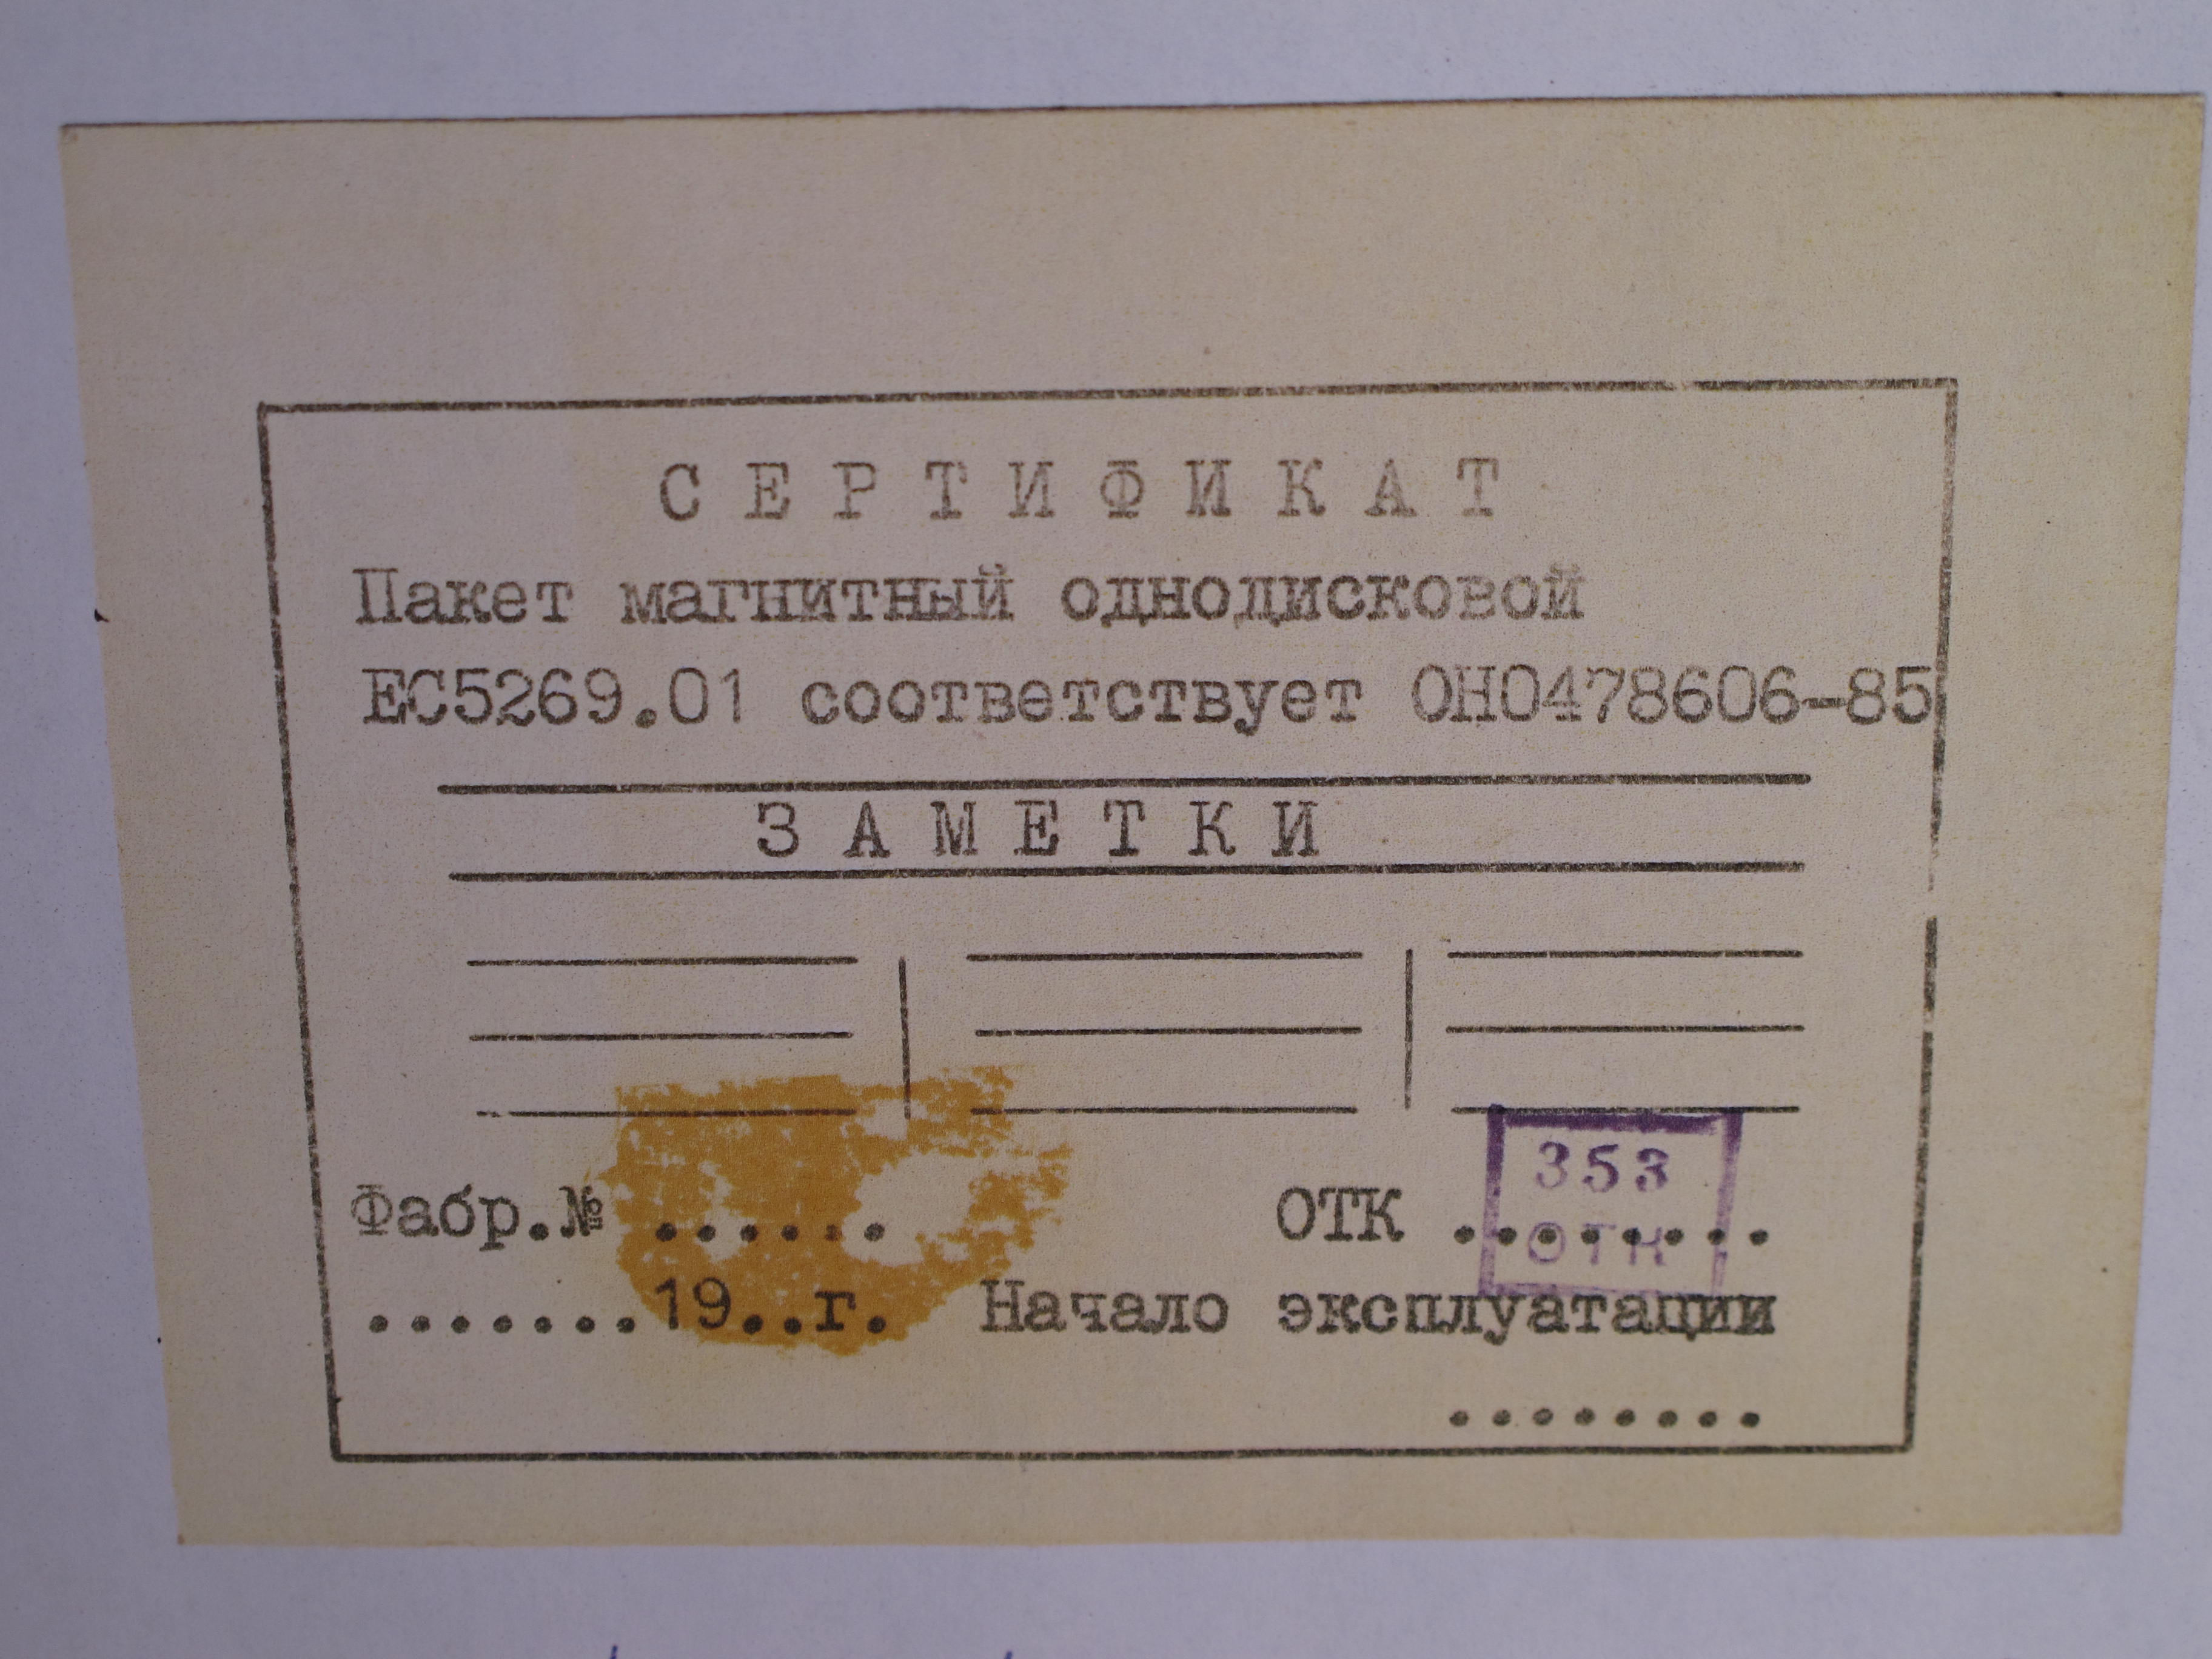 СЕРТИФИКАТ
Пакет магнитный однодисковой
ЕС5269.01 соответствует ОН0478606-85
ЗАМЕТКИ
353
Фабр.№ ...... ОТК ........
ОТК
.......19..г. Начало эксплуатации
........